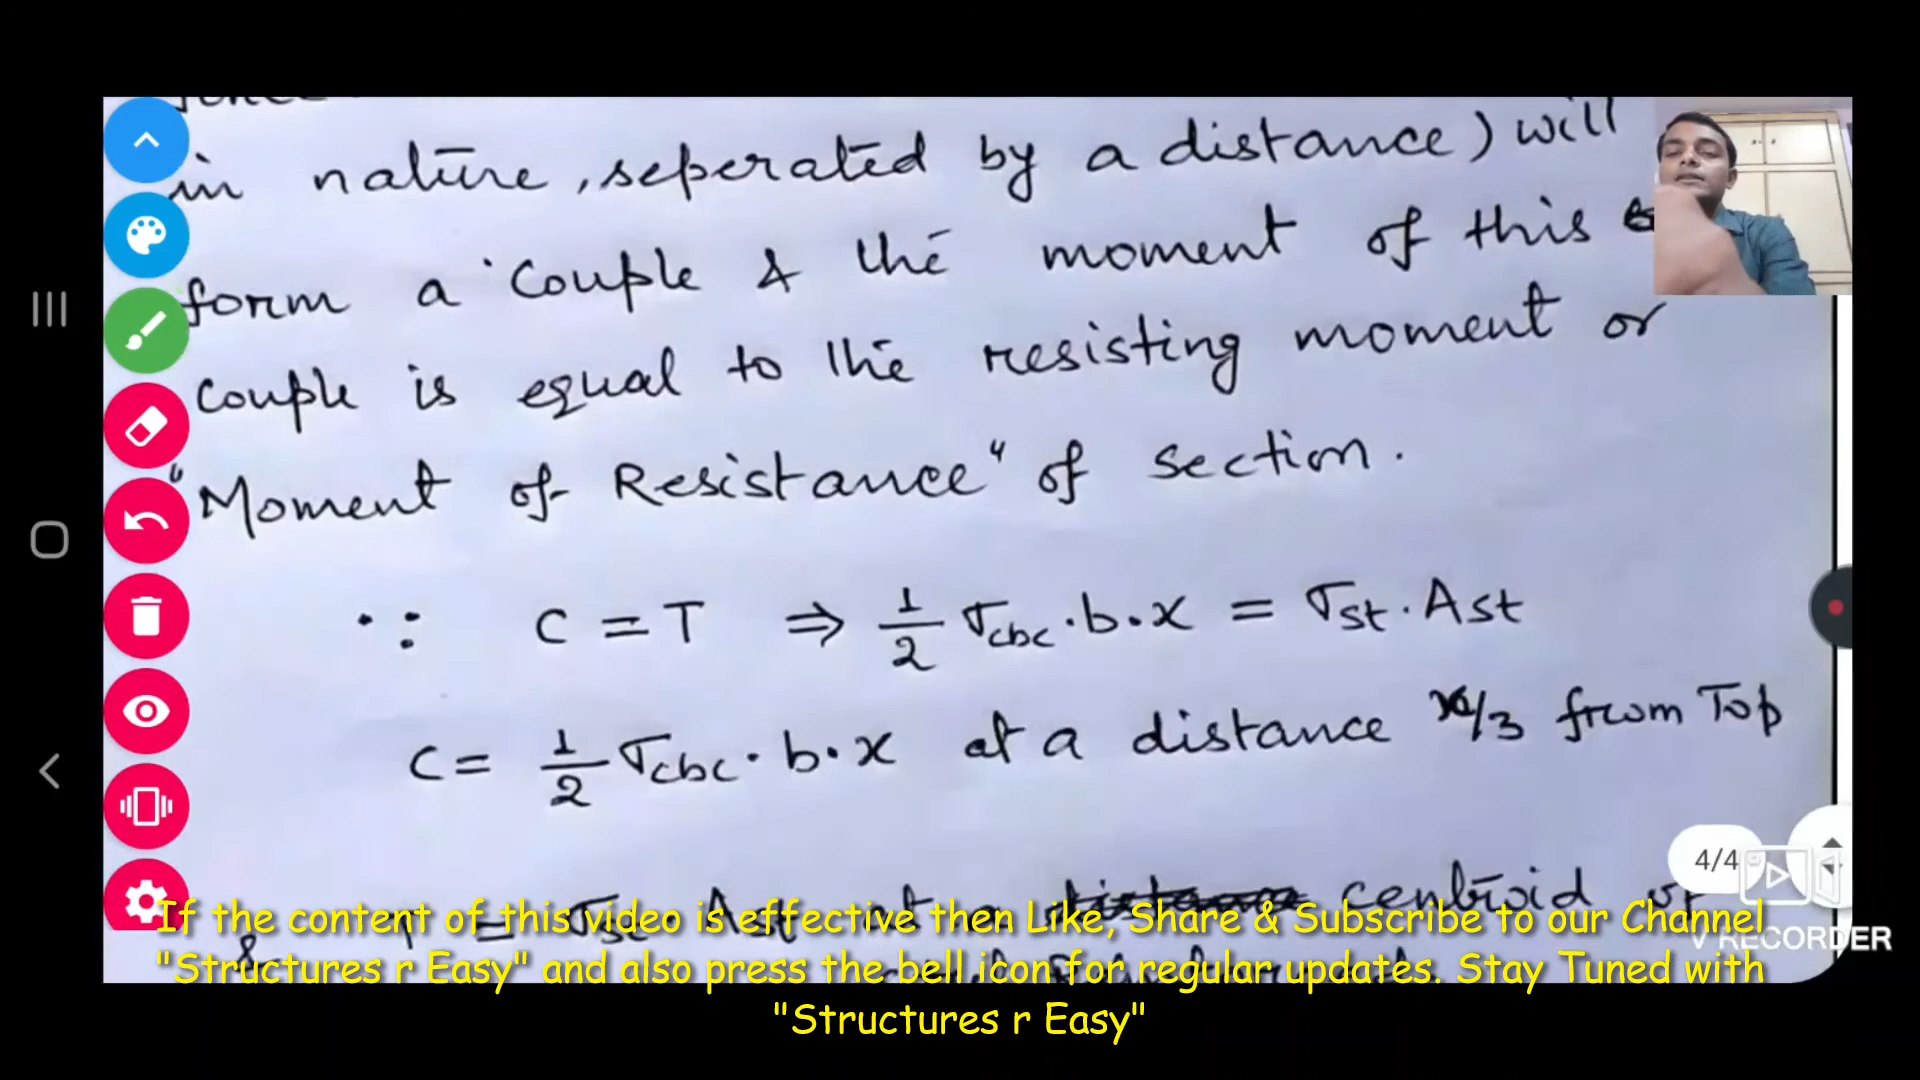 in nature, seperated by a distance) will
form a couple & the moment of this
couple is equal to the resisting moment or
"Moment of Resistance" of section.
∵ C = T ⇒ 1/2 σcbc · b · x = σst · Ast
C = 1/2 σcbc · b · x at a distance x/3 from Top
& T = σst · Ast at centroid of
4/4
V RECORDER
If the content of this video is effective then Like, Share & Subscribe to our Channel
"Structures r Easy" and also press the bell icon for regular updates. Stay Tuned with
"Structures r Easy"